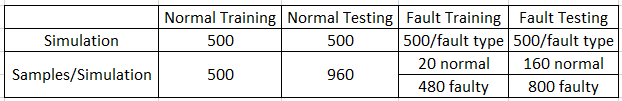 Normal Training Normal Testing Fault Training Fault Testing
Simulation 500 500 500/fault type 500/fault type
Samples/Simulation 500 960 20 normal 160 normal
480 faulty 800 faulty